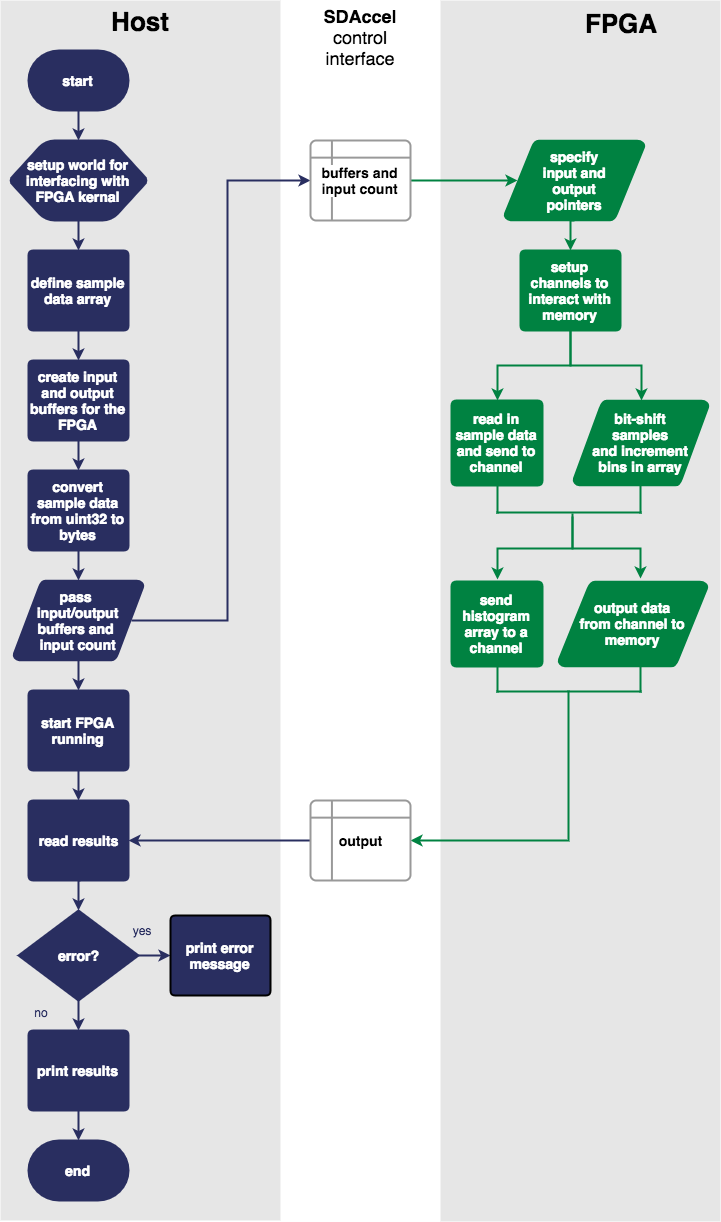 Host
start
setup world for
interfacing with
FPGA kernal
define sample
data array
create input
and output
buffers for the
FPGA
convert
sample data
from uint32 to
bytes
pass
input/output
buffers and
Input count
start FPGA
running
read results
error?
yes
print error
message
no
print results
end
SDAccel
control
interface
buffers and
input count
output
FPGA
specify
input and
output
pointers
setup
channels to
interact with
memory
read in
sample data
and send to
channel
bit-shift
samples
and increment
bins in array
send
histogram
array to a
channel
output data
from channel to
memory